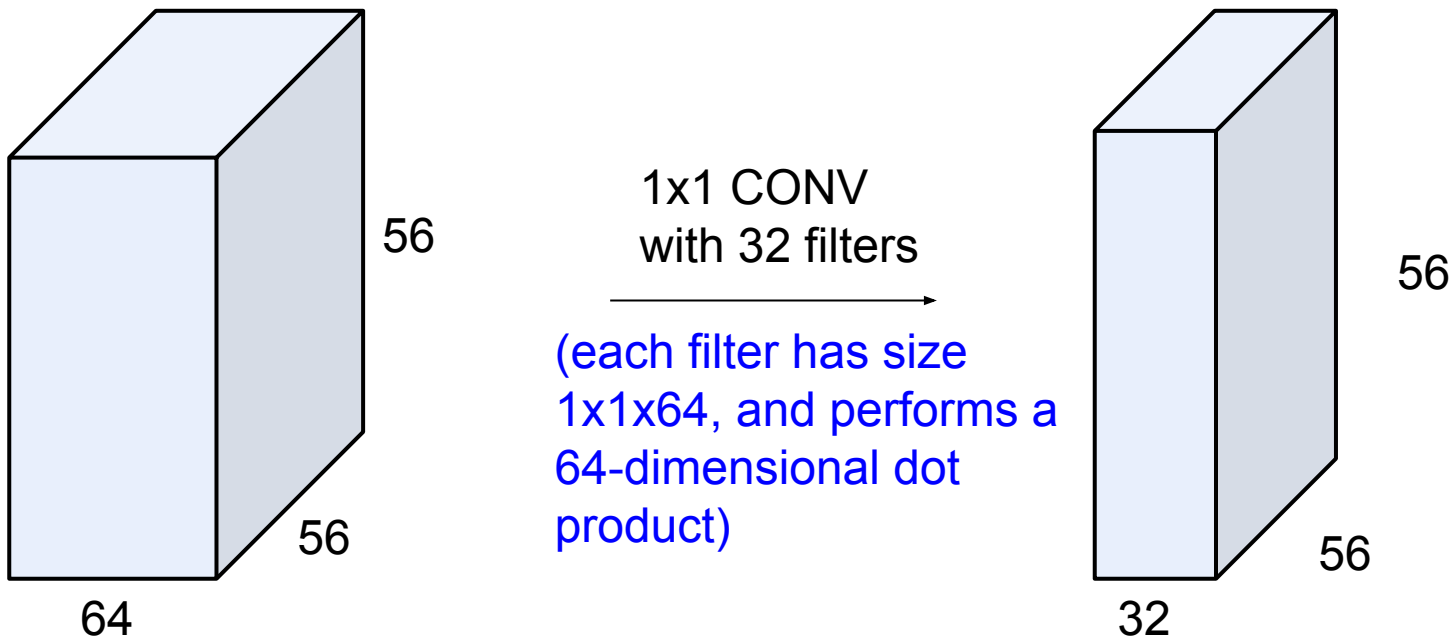 56
56
64
1x1 CONV
with 32 filters
(each filter has size
1x1x64, and performs a
64-dimensional dot
product)
56
56
32